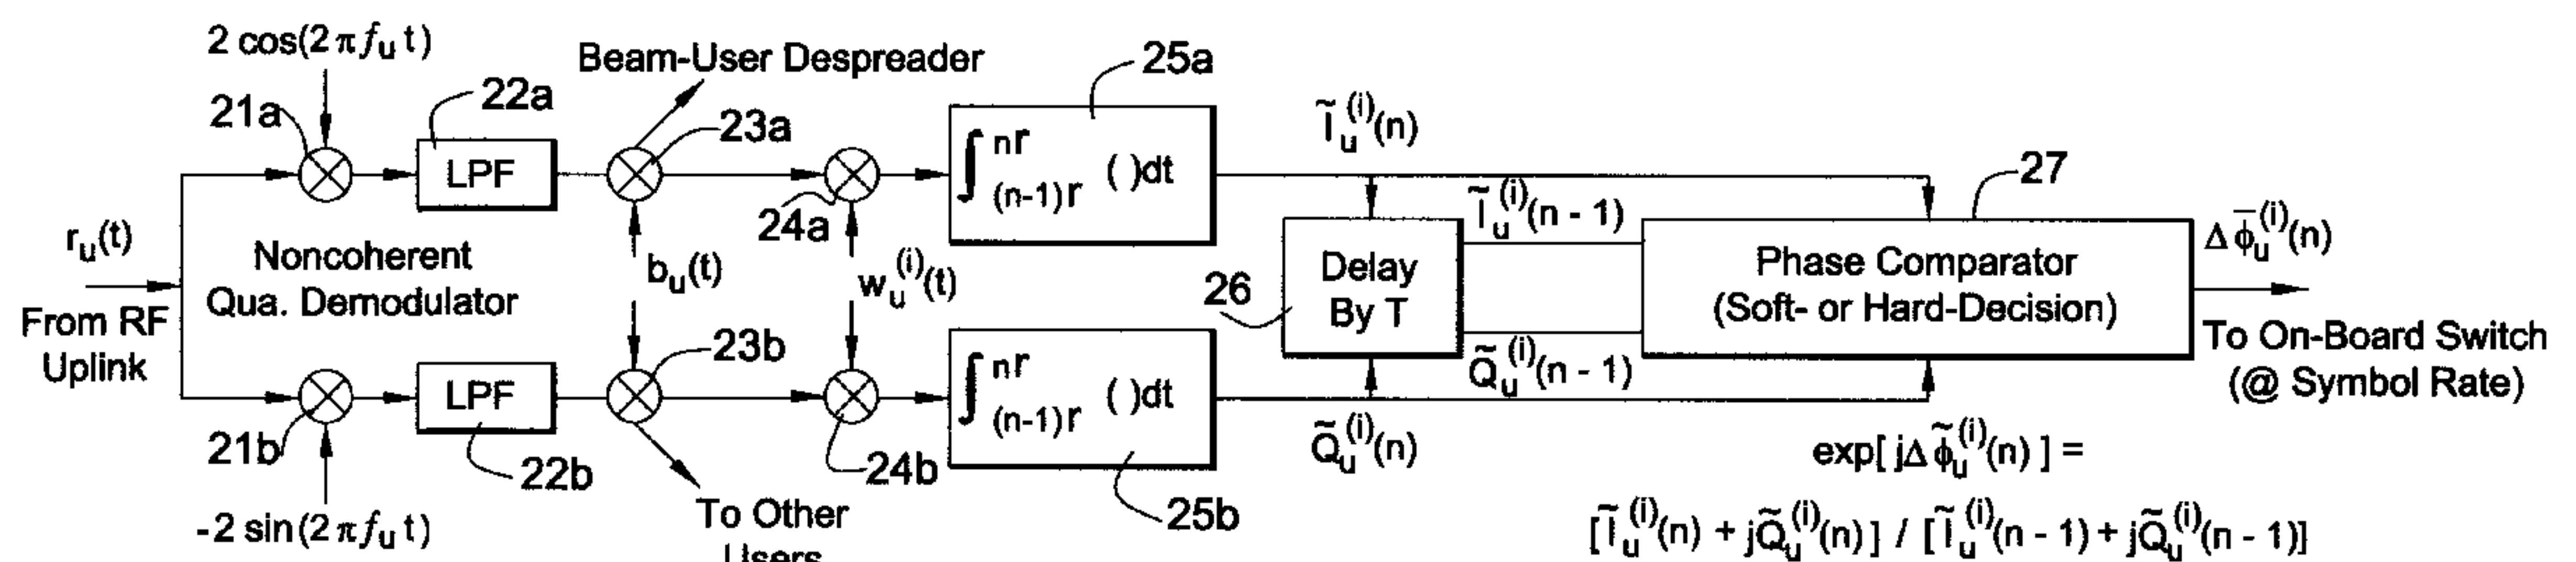 2 cos(2πf_u t)
Beam-User Despreader
25a
21a
22a
23a
LPF
24a
∫ nΓ (n-1)Γ ( )dt
Ĩ_u^(i)(n)
27
r_u(t)
From RF
Uplink
Noncoherent
Qua. Demodulator
b_u(t)
w_u^(i)(t)
26
Delay
By T
Ĩ_u^(i)(n - 1)
Q̃_u^(i)(n - 1)
Phase Comparator
(Soft- or Hard-Decision)
Δφ̅_u^(i)(n)
To On-Board Switch
(@ Symbol Rate)
21b
LPF
22b
23b
24b
∫ nΓ (n-1)Γ ( )dt
25b
Q̃_u^(i)(n)
-2 sin(2πf_u t)
To Other
Users
exp[ jΔφ̃_u^(i)(n) ] =
[Ĩ_u^(i)(n) + jQ̃_u^(i)(n)] / [Ĩ_u^(i)(n - 1) + jQ̃_u^(i)(n - 1)]